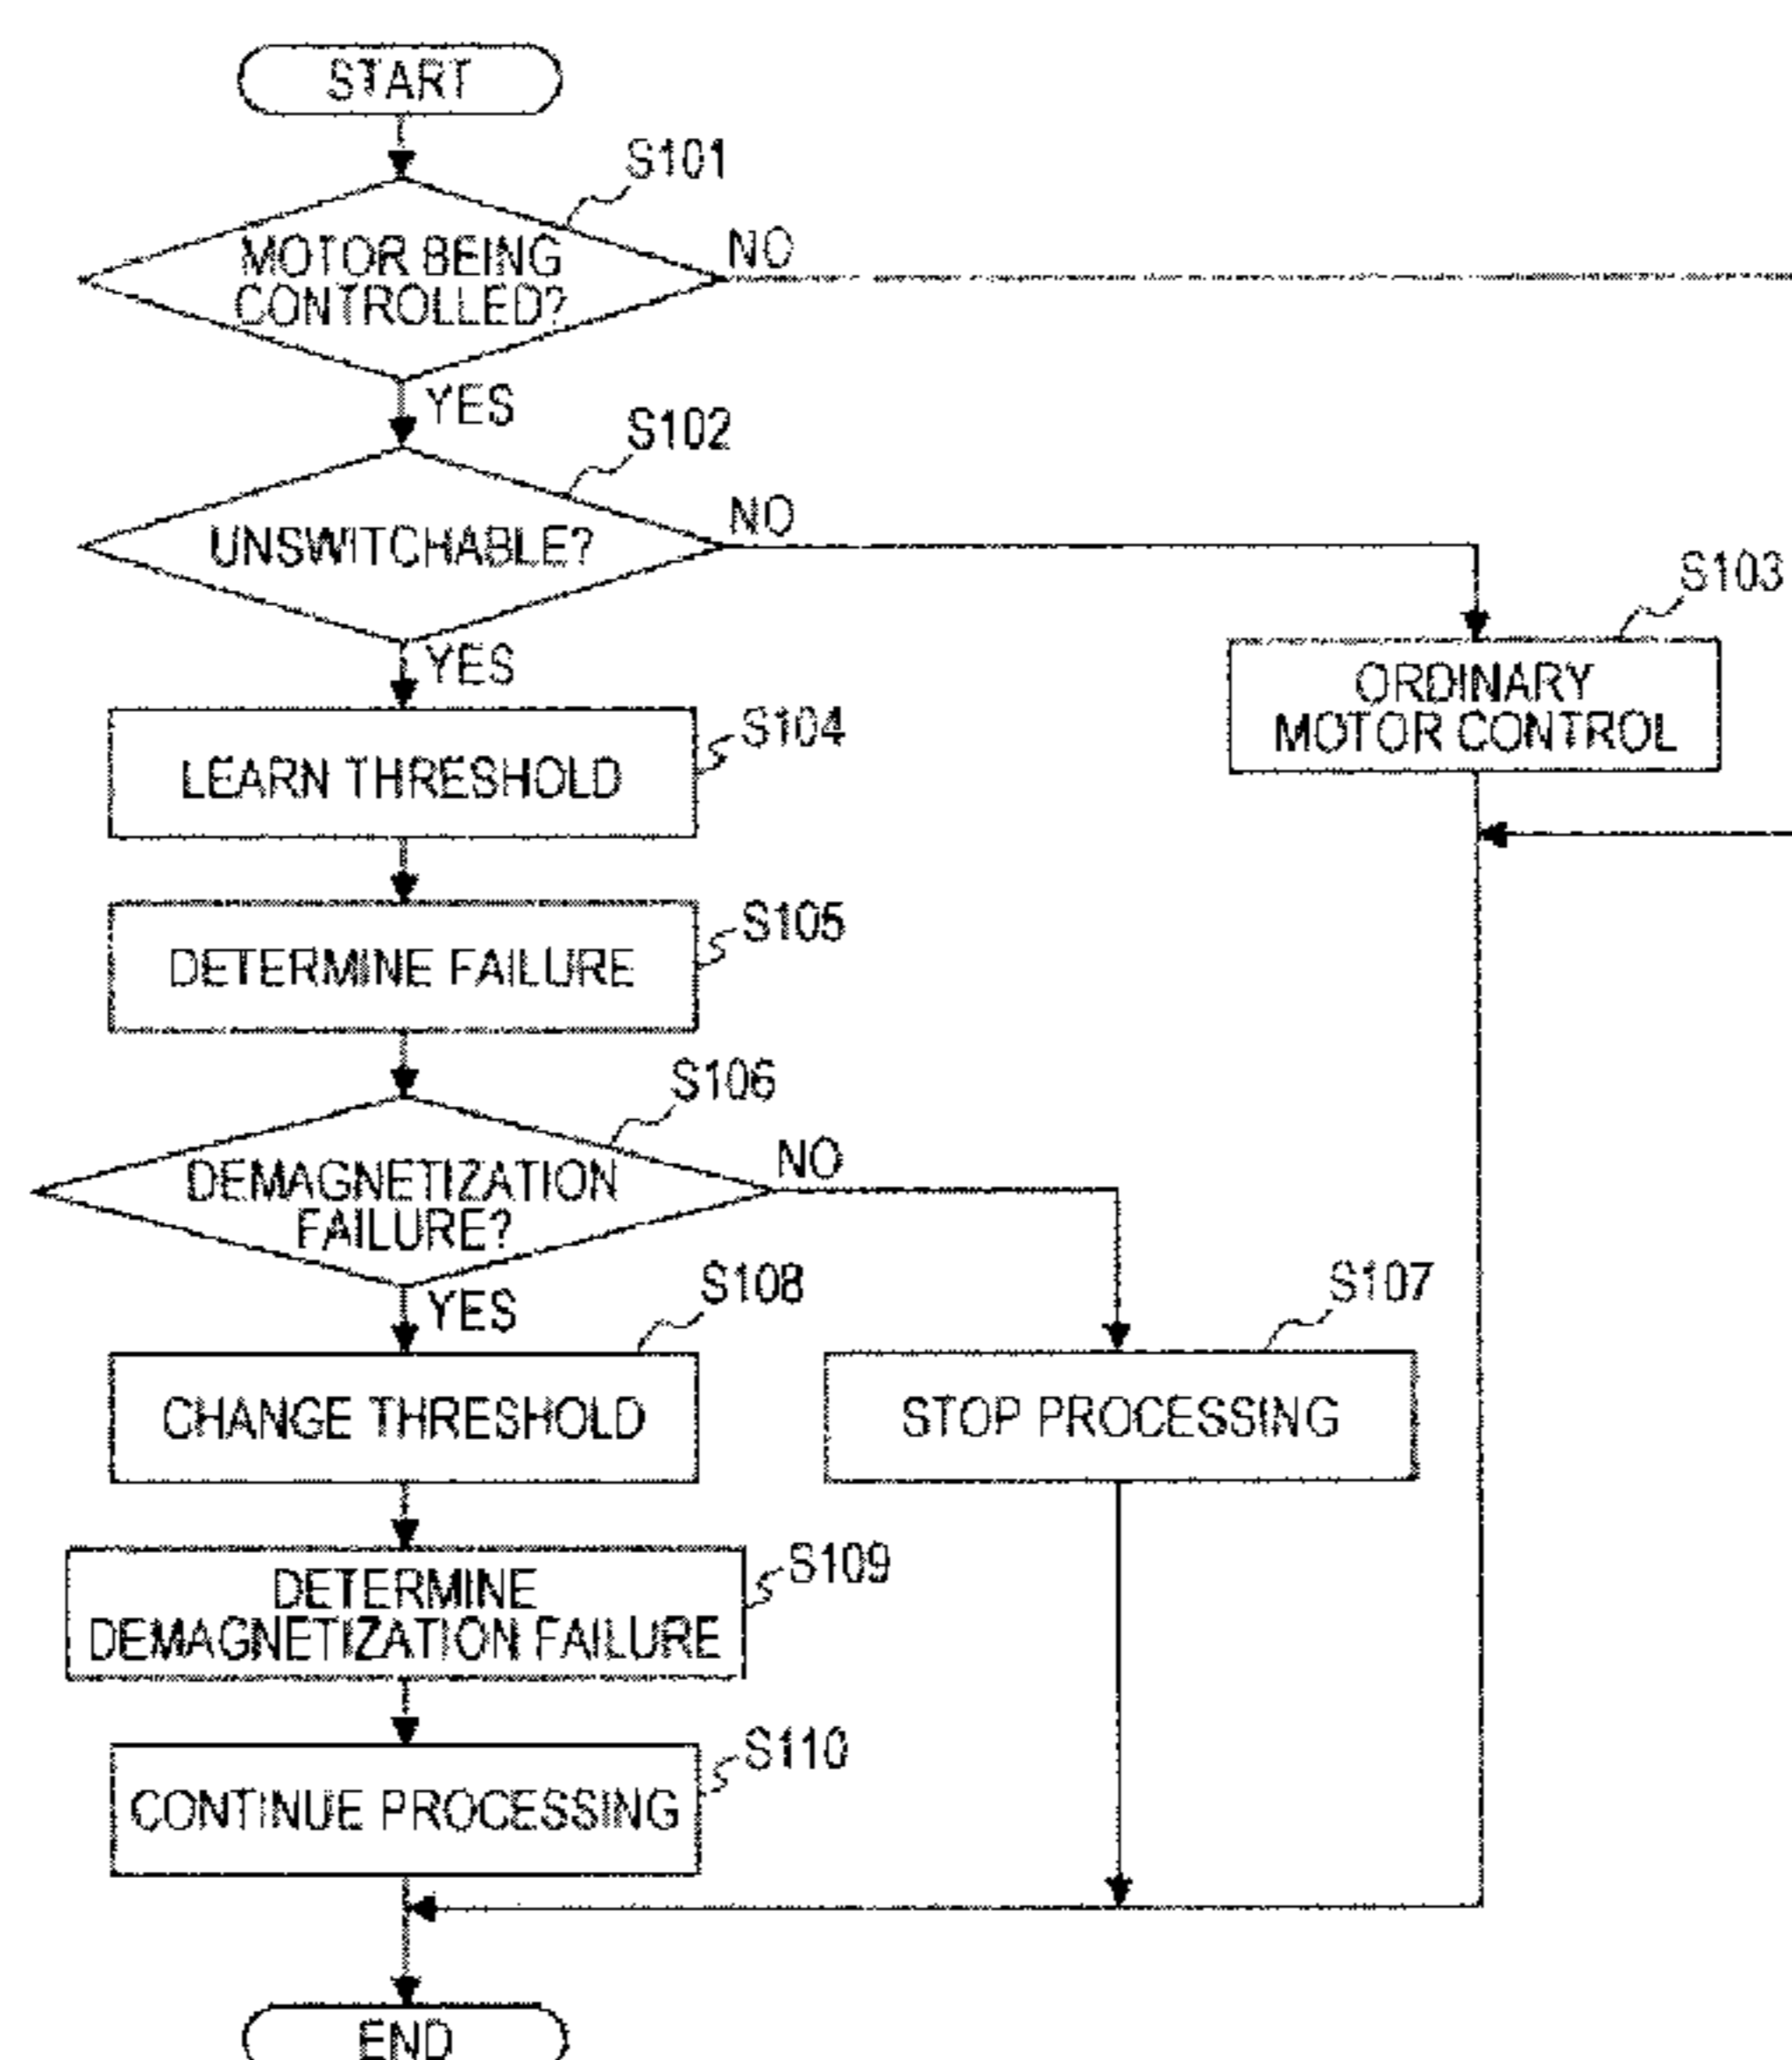 START
S101
MOTOR BEING
CONTROLLED?
NO
YES
S102
UNSWITCHABLE?
NO
YES
S103
ORDINARY
MOTOR CONTROL
S104
LEARN THRESHOLD
S105
DETERMINE FAILURE
S106
DEMAGNETIZATION
FAILURE?
NO
YES
S108
CHANGE THRESHOLD
S107
STOP PROCESSING
S109
DETERMINE
DEMAGNETIZATION FAILURE
S110
CONTINUE PROCESSING
END